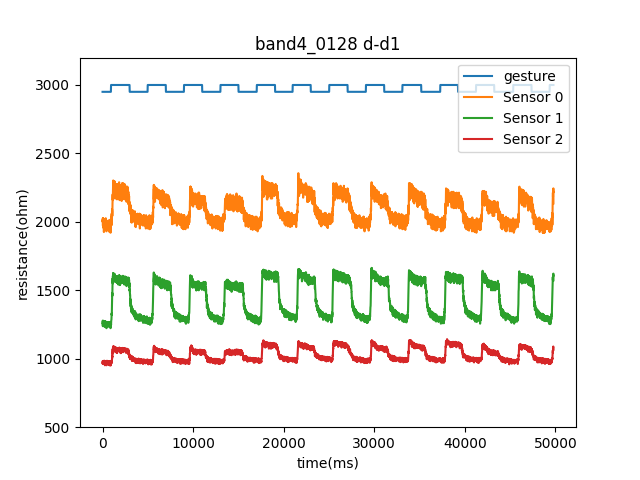 band4_0128 d-d1
gesture
Sensor 0
Sensor 1
Sensor 2
3000
2500
2000
1500
1000
500
resistance(ohm)
0
10000
20000
30000
40000
50000
time(ms)